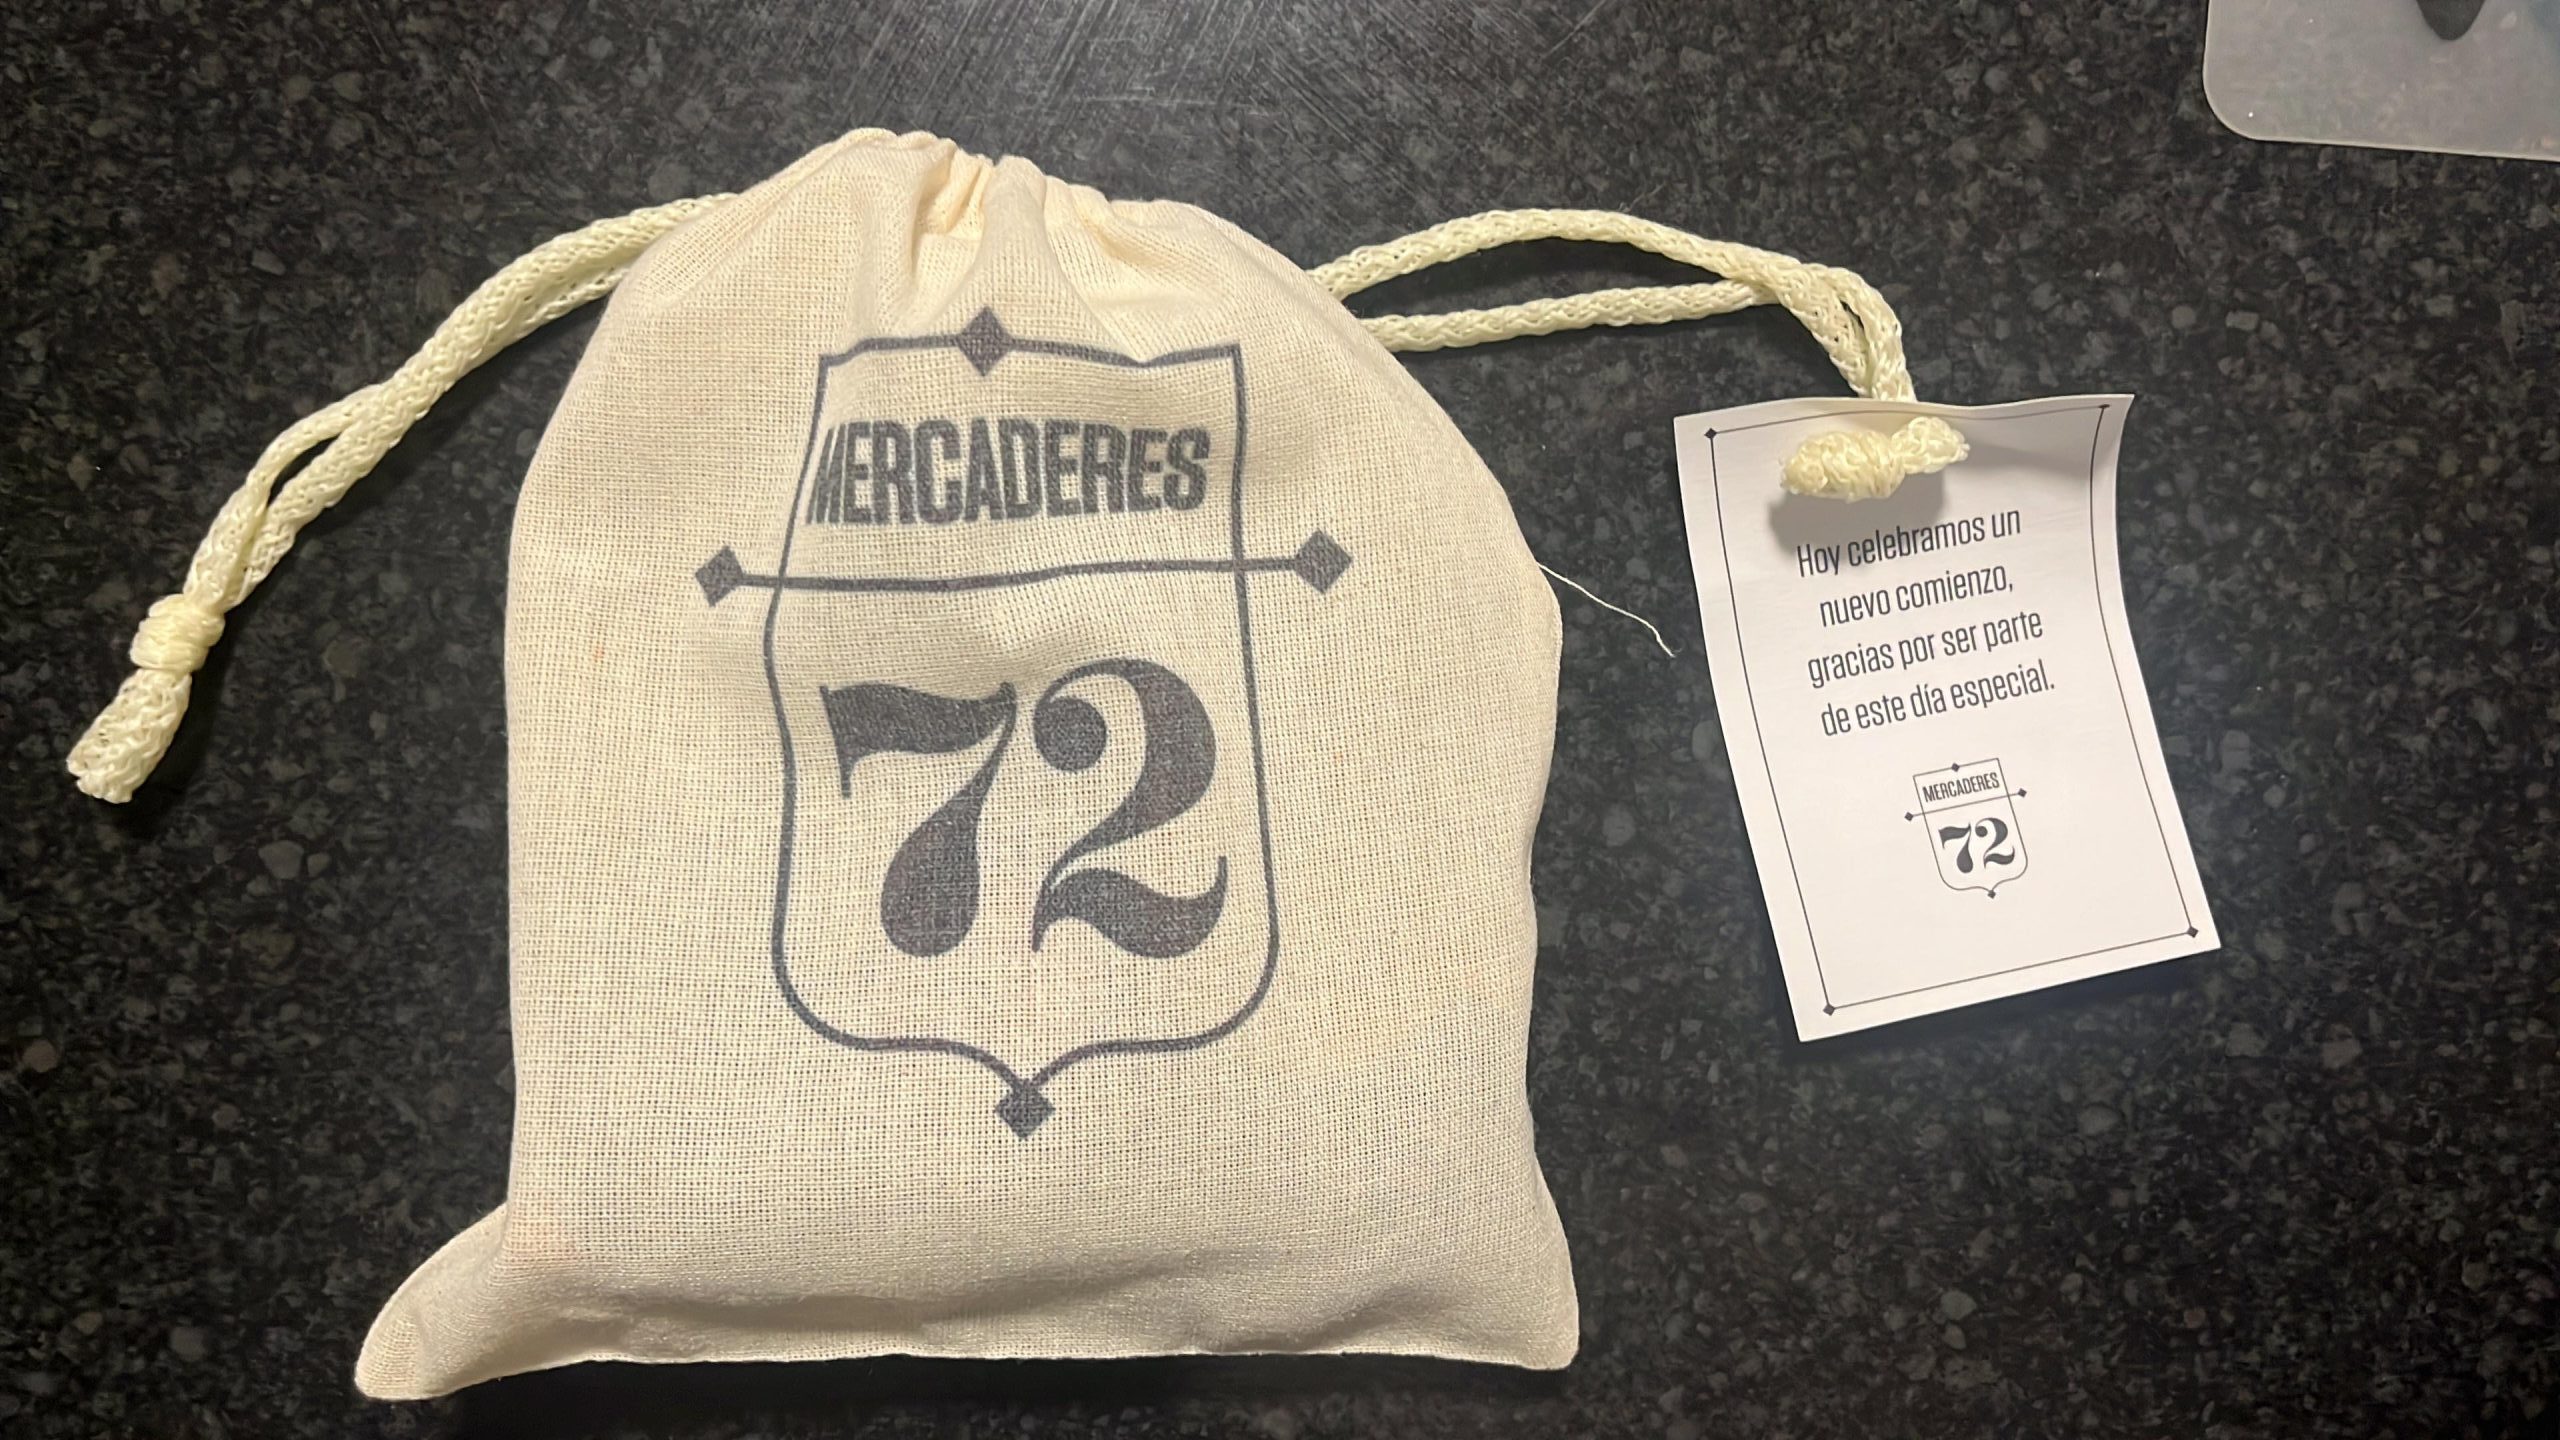 MERCADERES
72
Hoy celebramos un
nuevo comienzo,
gracias por ser parte
de este día especial.
MERCADERES
72